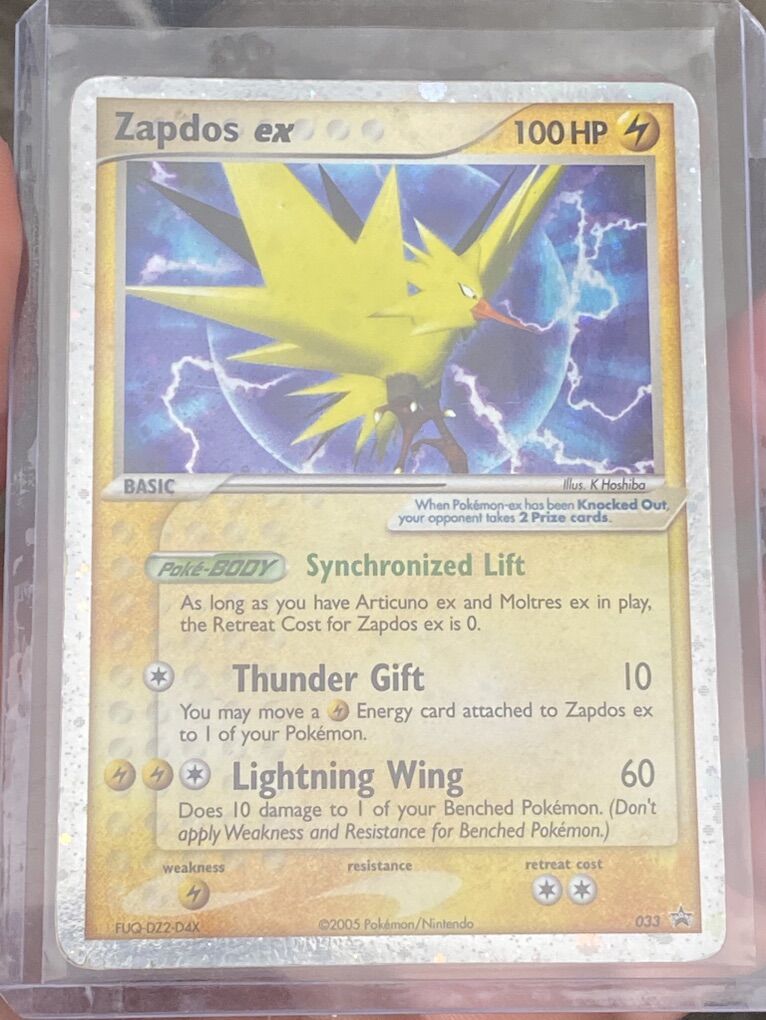 Zapdos ex 100 HP
BASIC
Illus. K Hoshiba
When Pokémon-ex has been Knocked Out,
your opponent takes 2 Prize cards.
Poké-BODY Synchronized Lift
As long as you have Articuno ex and Moltres ex in play,
the Retreat Cost for Zapdos ex is 0.
Thunder Gift 10
You may move a Energy card attached to Zapdos ex
to 1 of your Pokémon.
Lightning Wing 60
Does 10 damage to 1 of your Benched Pokémon. (Don't
apply Weakness and Resistance for Benched Pokémon.)
weakness resistance retreat cost
FUQ-DZ2-D4X ©2005 Pokémon/Nintendo 033